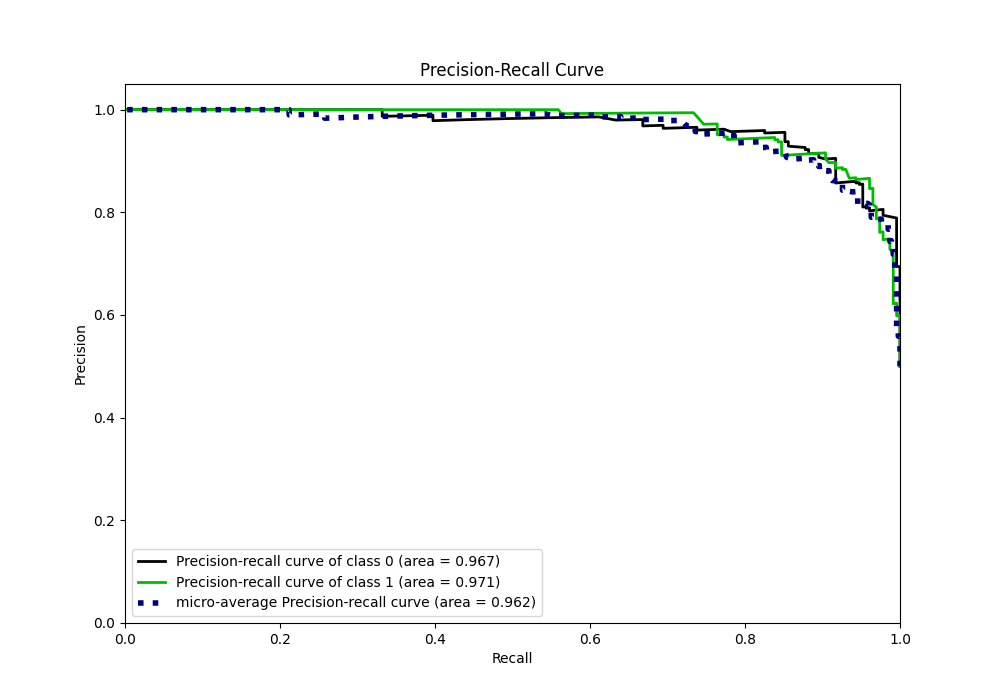 Precision-Recall Curve
1.0
0.8
0.6
0.4
0.2
0.0
Precision
Precision-recall curve of class 0 (area = 0.967)
Precision-recall curve of class 1 (area = 0.971)
micro-average Precision-recall curve (area = 0.962)
0.0 0.2 0.4 0.6 0.8 1.0
Recall